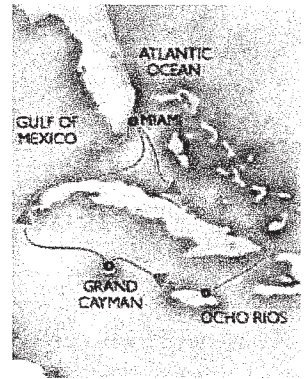 ATLANTIC
OCEAN
GULF OF
MEXICO
MIAMI
GRAND
CAYMAN
OCHO RIOS